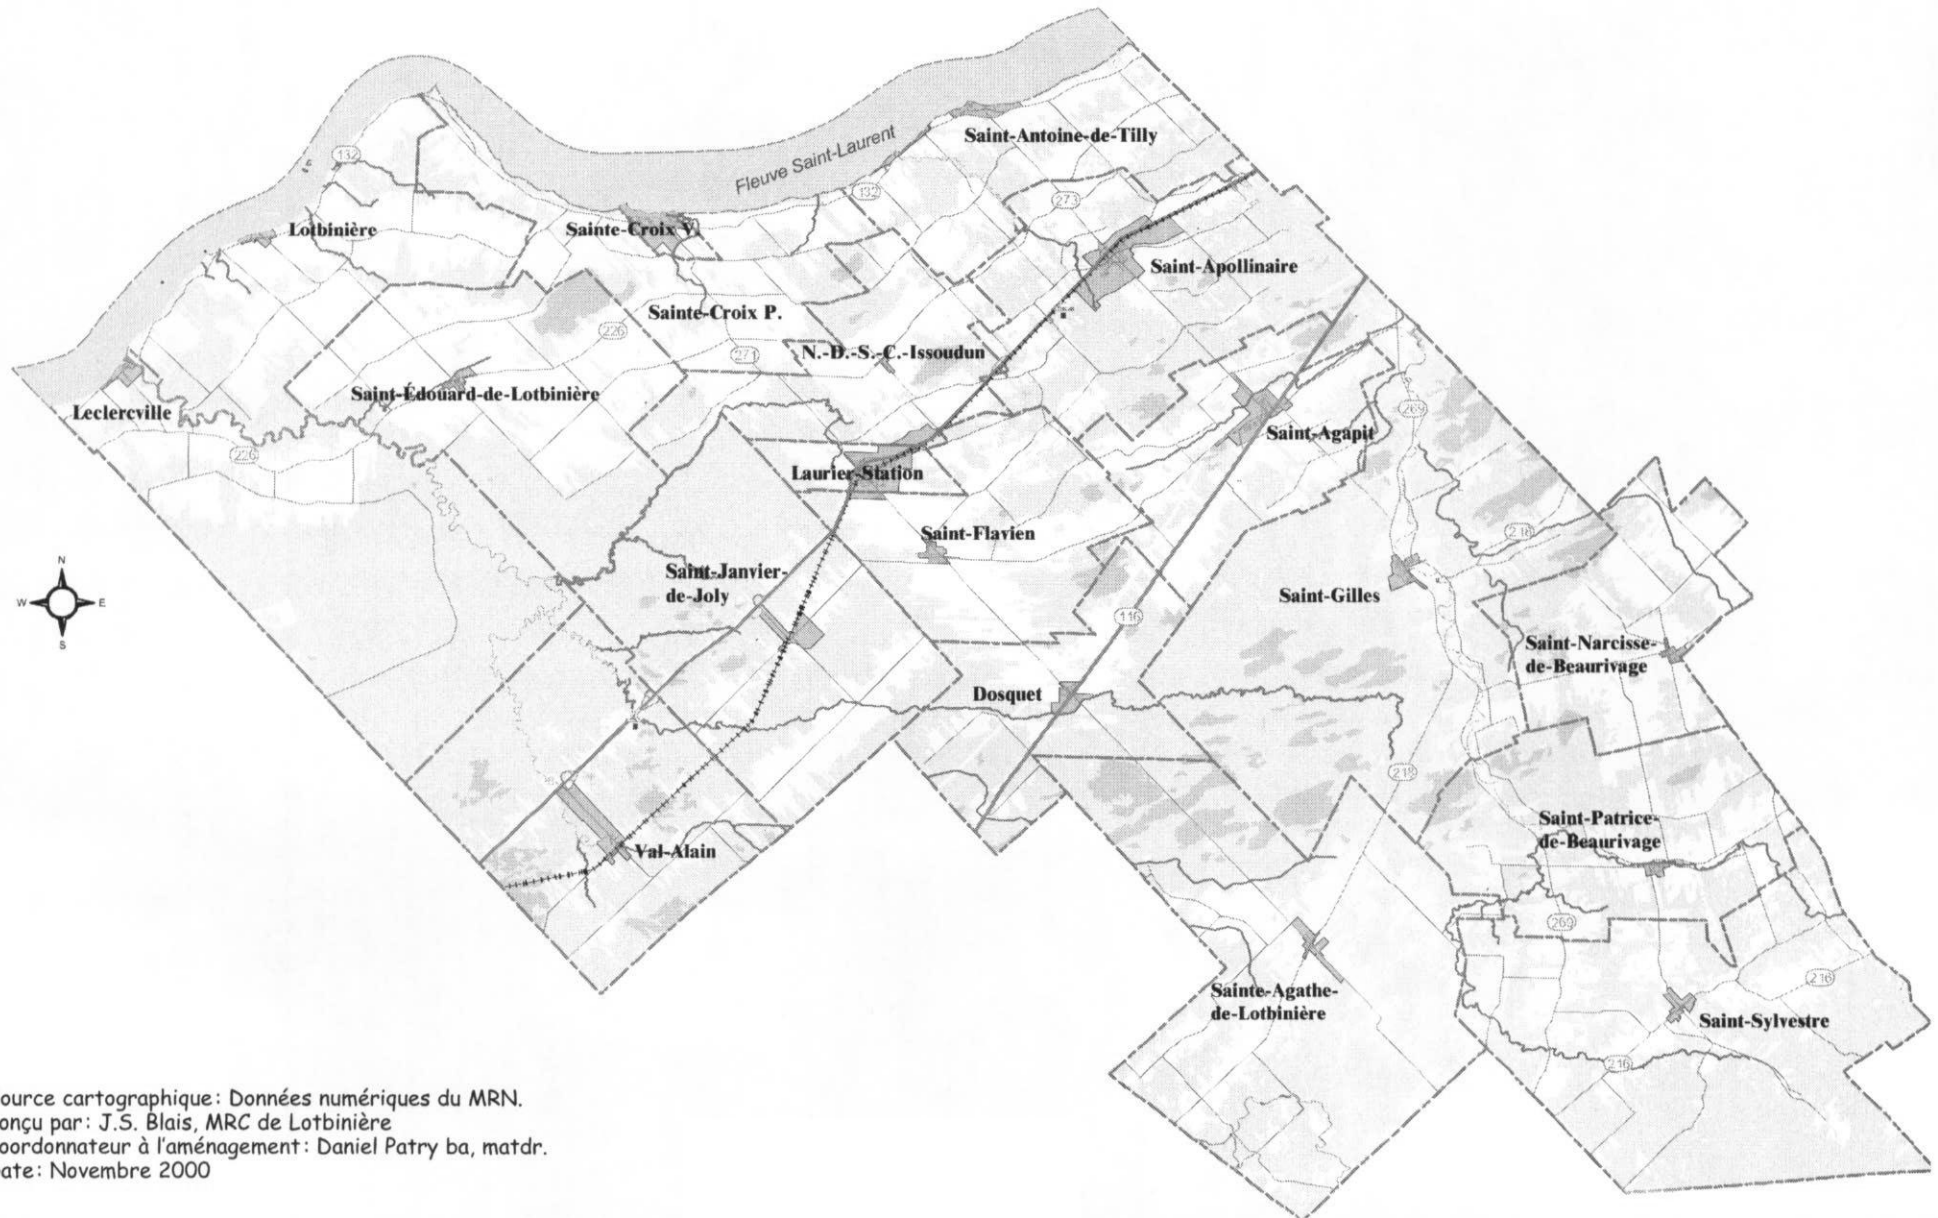 Saint-Antoine-de-Tilly
Fleuve Saint-Laurent
132
132
273
Lotbinière
Sainte-Croix V.
Saint-Apollinaire
Sainte-Croix P.
226
271
N.-D.-S.-C.-Issoudun
Saint-Édouard-de-Lotbinière
Leclercville
269
Saint-Agapit
226
Laurier-Station
Saint-Flavien
218
N
W
E
S
Saint-Janvier-
de-Joly
Saint-Gilles
116
Saint-Narcisse-
de-Beaurivage
Dosquet
218
Saint-Patrice-
de-Beaurivage
Val-Alain
269
216
Sainte-Agathe-
de-Lotbinière
Saint-Sylvestre
216
ource cartographique: Données numériques du MRN.
onçu par: J.S. Blais, MRC de Lotbinière
oordonnateur à l'aménagement: Daniel Patry ba, matdr.
ate: Novembre 2000